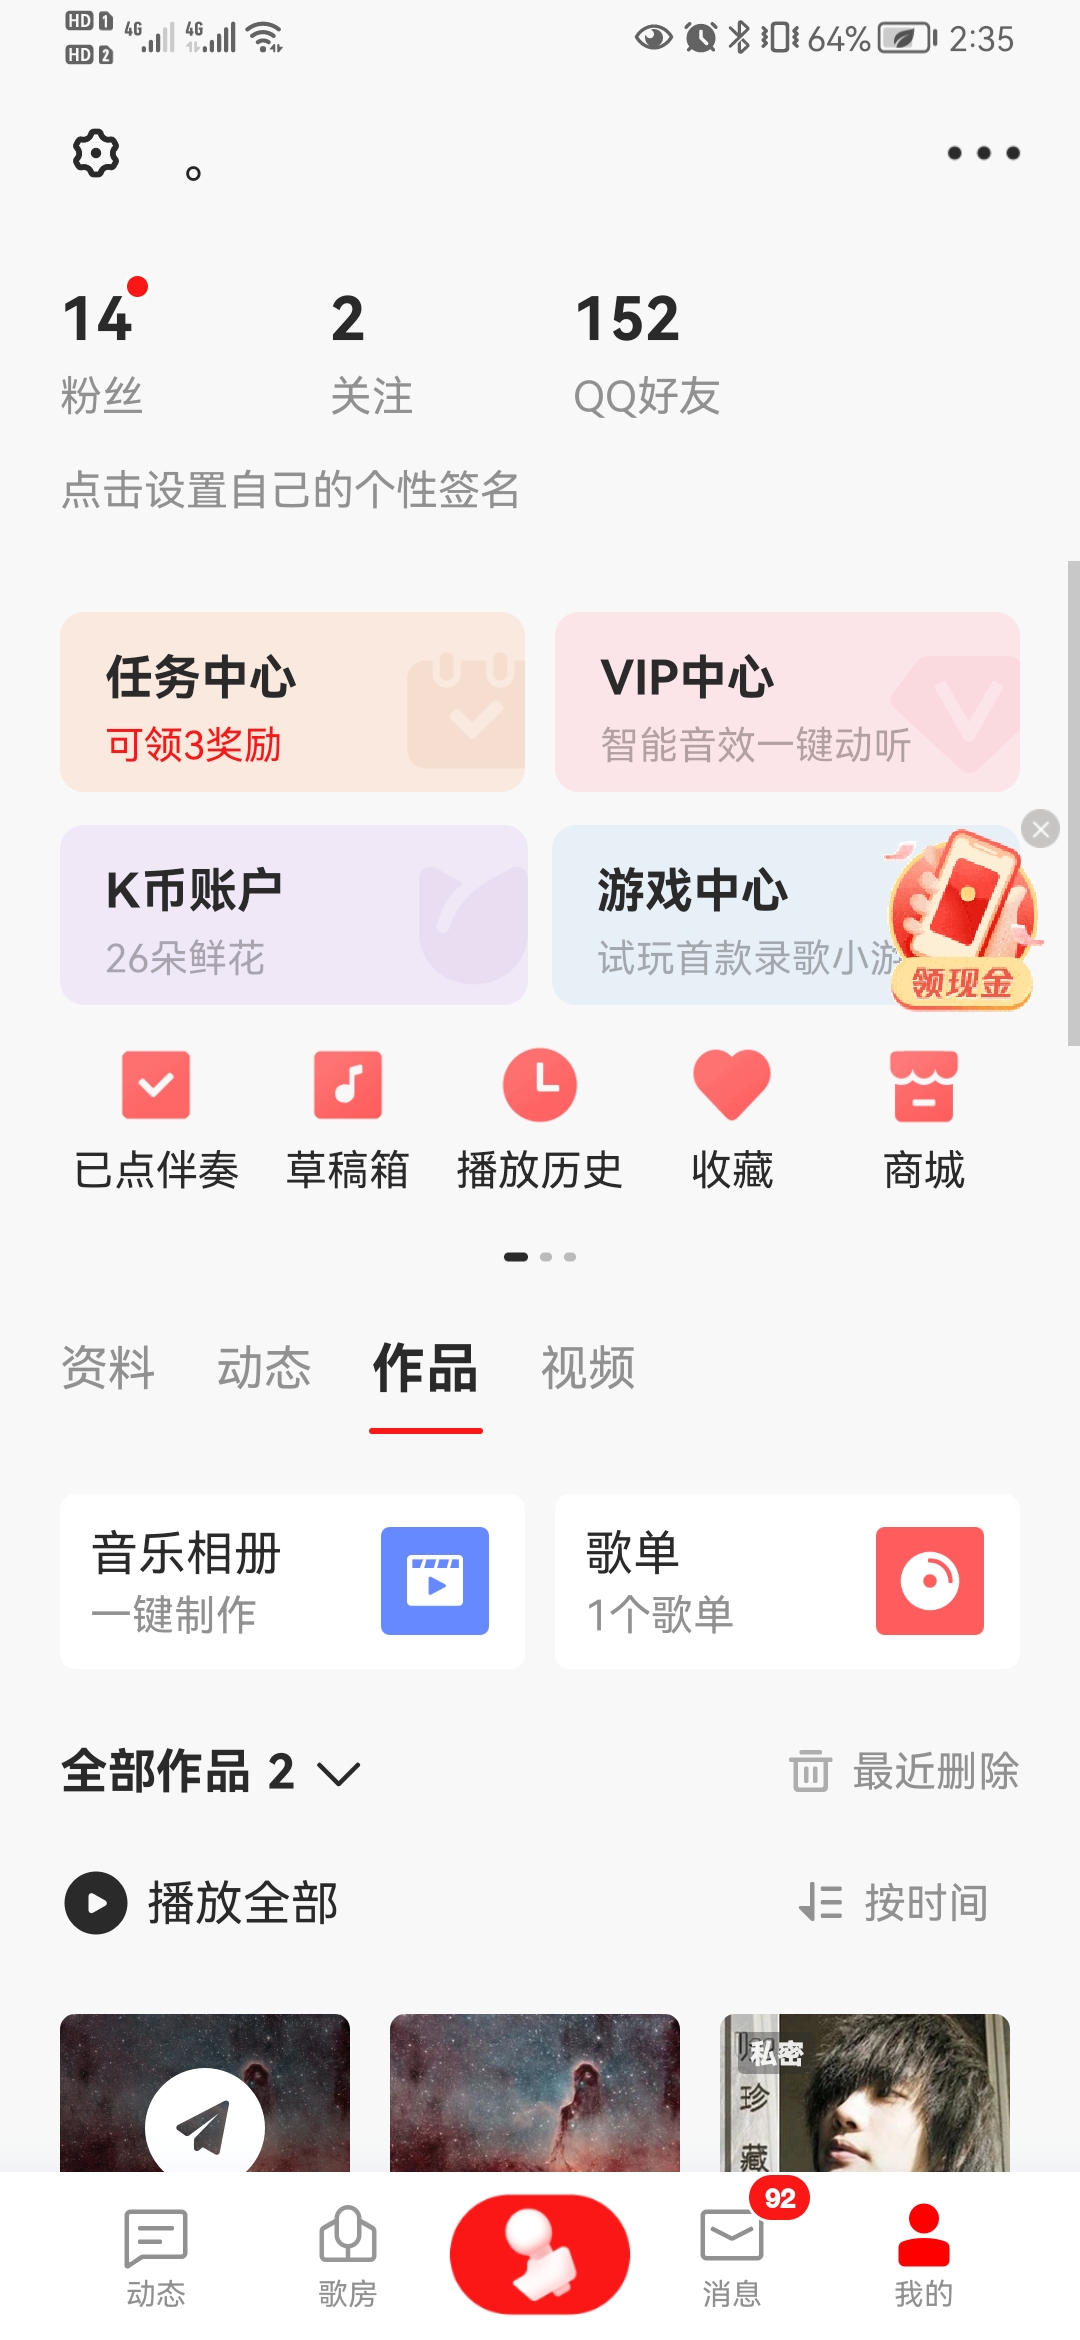 HD 1 4G 4G
HD 2
64% 2:35
。
14 2 152
粉丝 关注 QQ好友
点击设置自己的个性签名
任务中心 VIP中心
可领3奖励 智能音效一键动听
K币账户 游戏中心
26朵鲜花 试玩首款录歌小游
领现金
已点伴奏 草稿箱 播放历史 收藏 商城
资料 动态 作品 视频
音乐相册 歌单
一键制作 1个歌单
全部作品 2 最近删除
播放全部 按时间
私密
珍
藏
92
动态 歌房 消息 我的